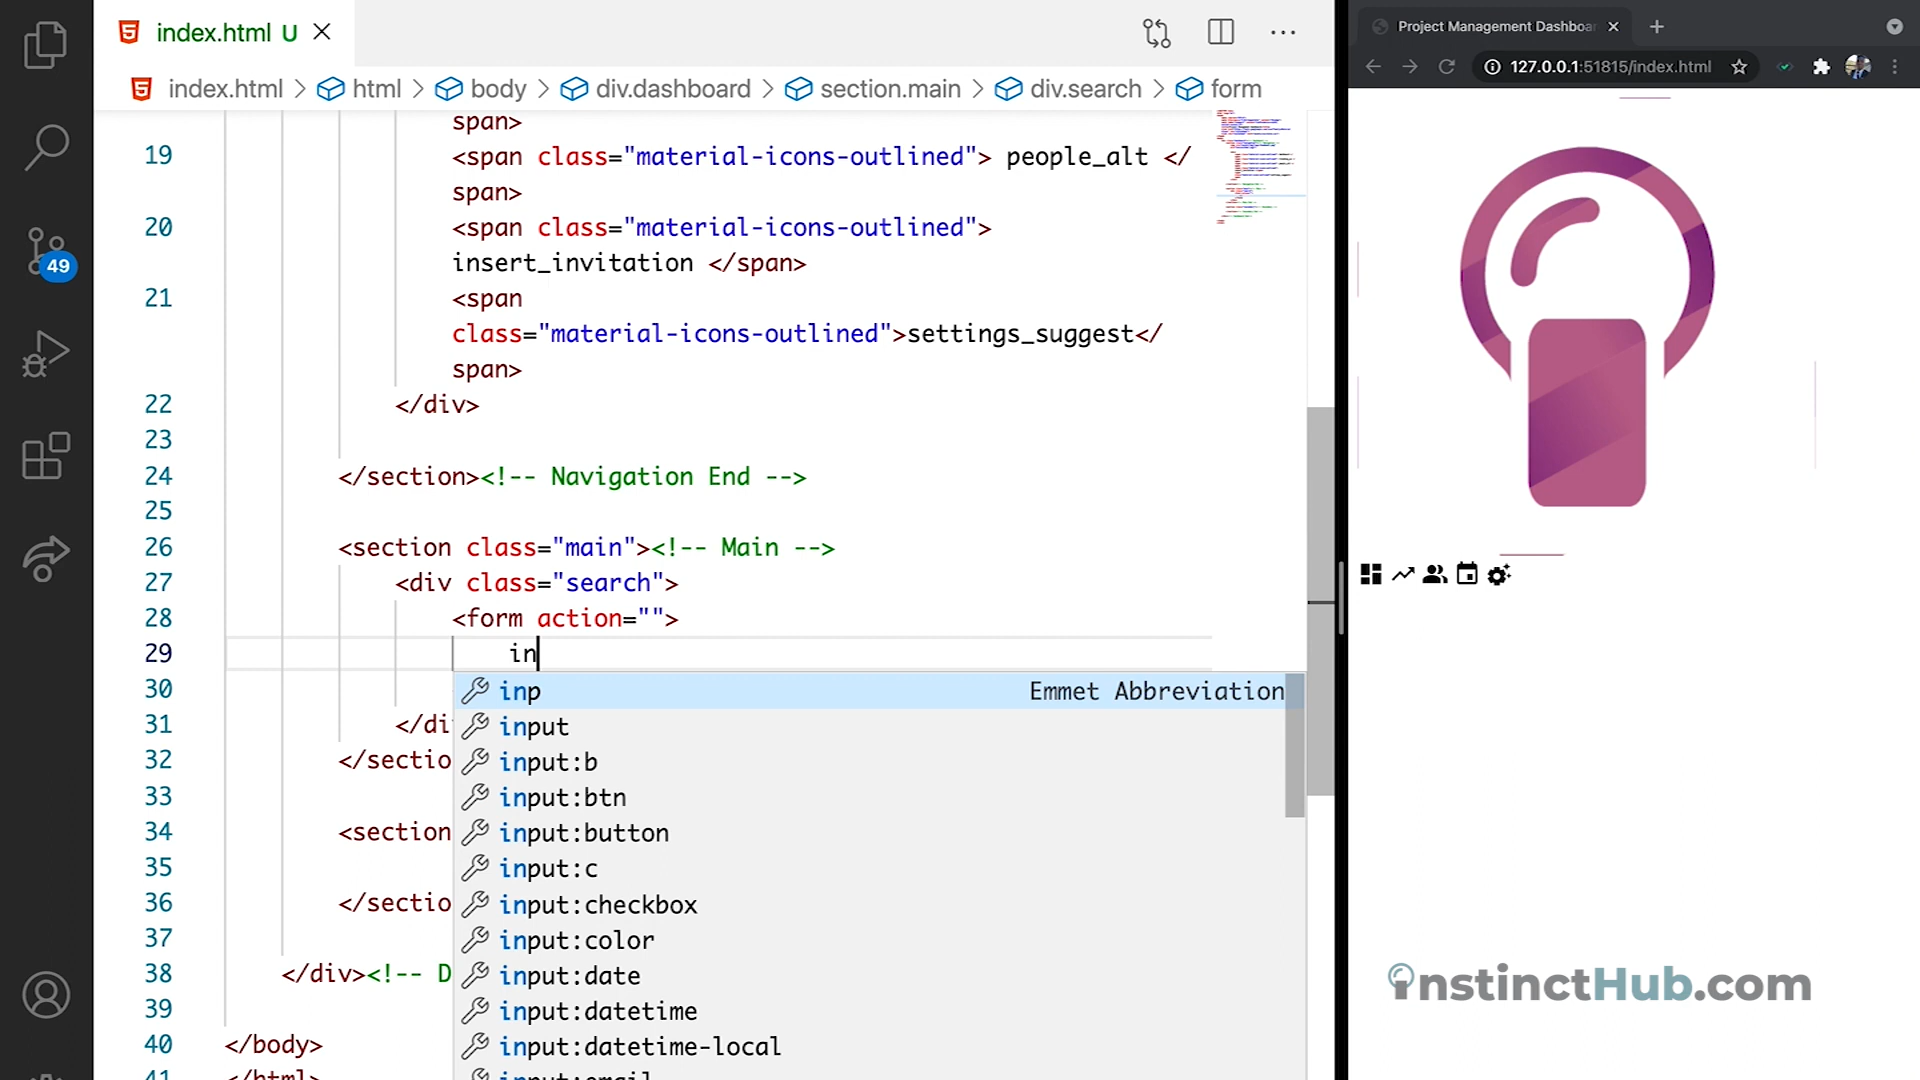 index.html U
Project Management Dashboar
127.0.0.1:51815/index.html
index.html > html > body > div.dashboard > section.main > div.search > form
span>
19 <span class="material-icons-outlined"> people_alt </
span>
20 <span class="material-icons-outlined">
insert_invitation </span>
21 <span
class="material-icons-outlined">settings_suggest</
span>
22 </div>
23
24 </section><!-- Navigation End -->
25
26 <section class="main"><!-- Main -->
27 <div class="search">
28 <form action="">
29 in
30
31 </di
32 </sectio
33
34 <section
35
36 </sectio
37
38 </div><!-- D
39
40 </body>
41 </html>
49
inp Emmet Abbreviation
input
input:b
input:btn
input:button
input:c
input:checkbox
input:color
input:date
input:datetime
input:datetime-local
input:email
instinctHub.com